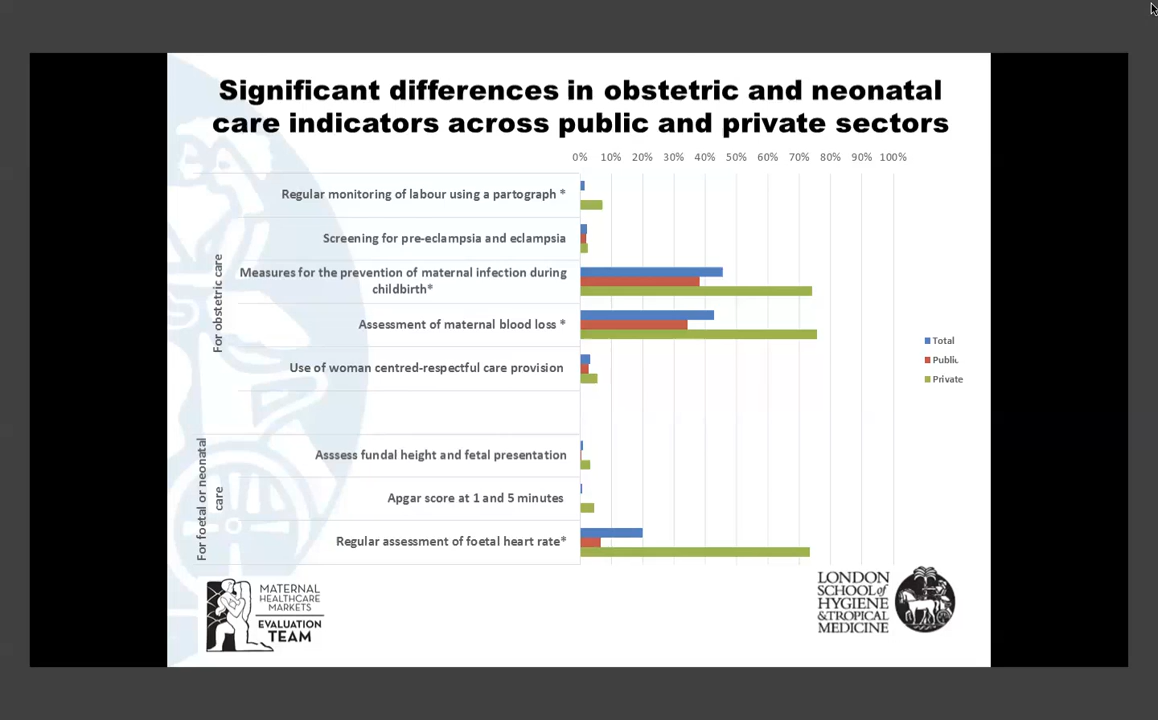 Significant differences in obstetric and neonatal
care indicators across public and private sectors
0% 10% 20% 30% 40% 50% 60% 70% 80% 90% 100%
For obstetric care
Regular monitoring of labour using a partograph *
Screening for pre-eclampsia and eclampsia
Measures for the prevention of maternal infection during
childbirth*
Assessment of maternal blood loss *
Use of woman centred-respectful care provision
For foetal or neonatal
care
Asssess fundal height and fetal presentation
Apgar score at 1 and 5 minutes
Regular assessment of foetal heart rate*
Total
Public
Private
MATERNAL
HEALTHCARE
MARKETS
EVALUATION
TEAM
LONDON
SCHOOL of
HYGIENE
& TROPICAL
MEDICINE